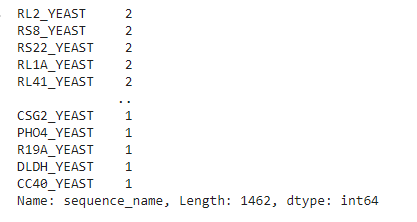 RL2_YEAST 2
RS8_YEAST 2
RS22_YEAST 2
RL1A_YEAST 2
RL41_YEAST 2
..
CSG2_YEAST 1
PHO4_YEAST 1
R19A_YEAST 1
DLDH_YEAST 1
CC40_YEAST 1
Name: sequence_name, Length: 1462, dtype: int64